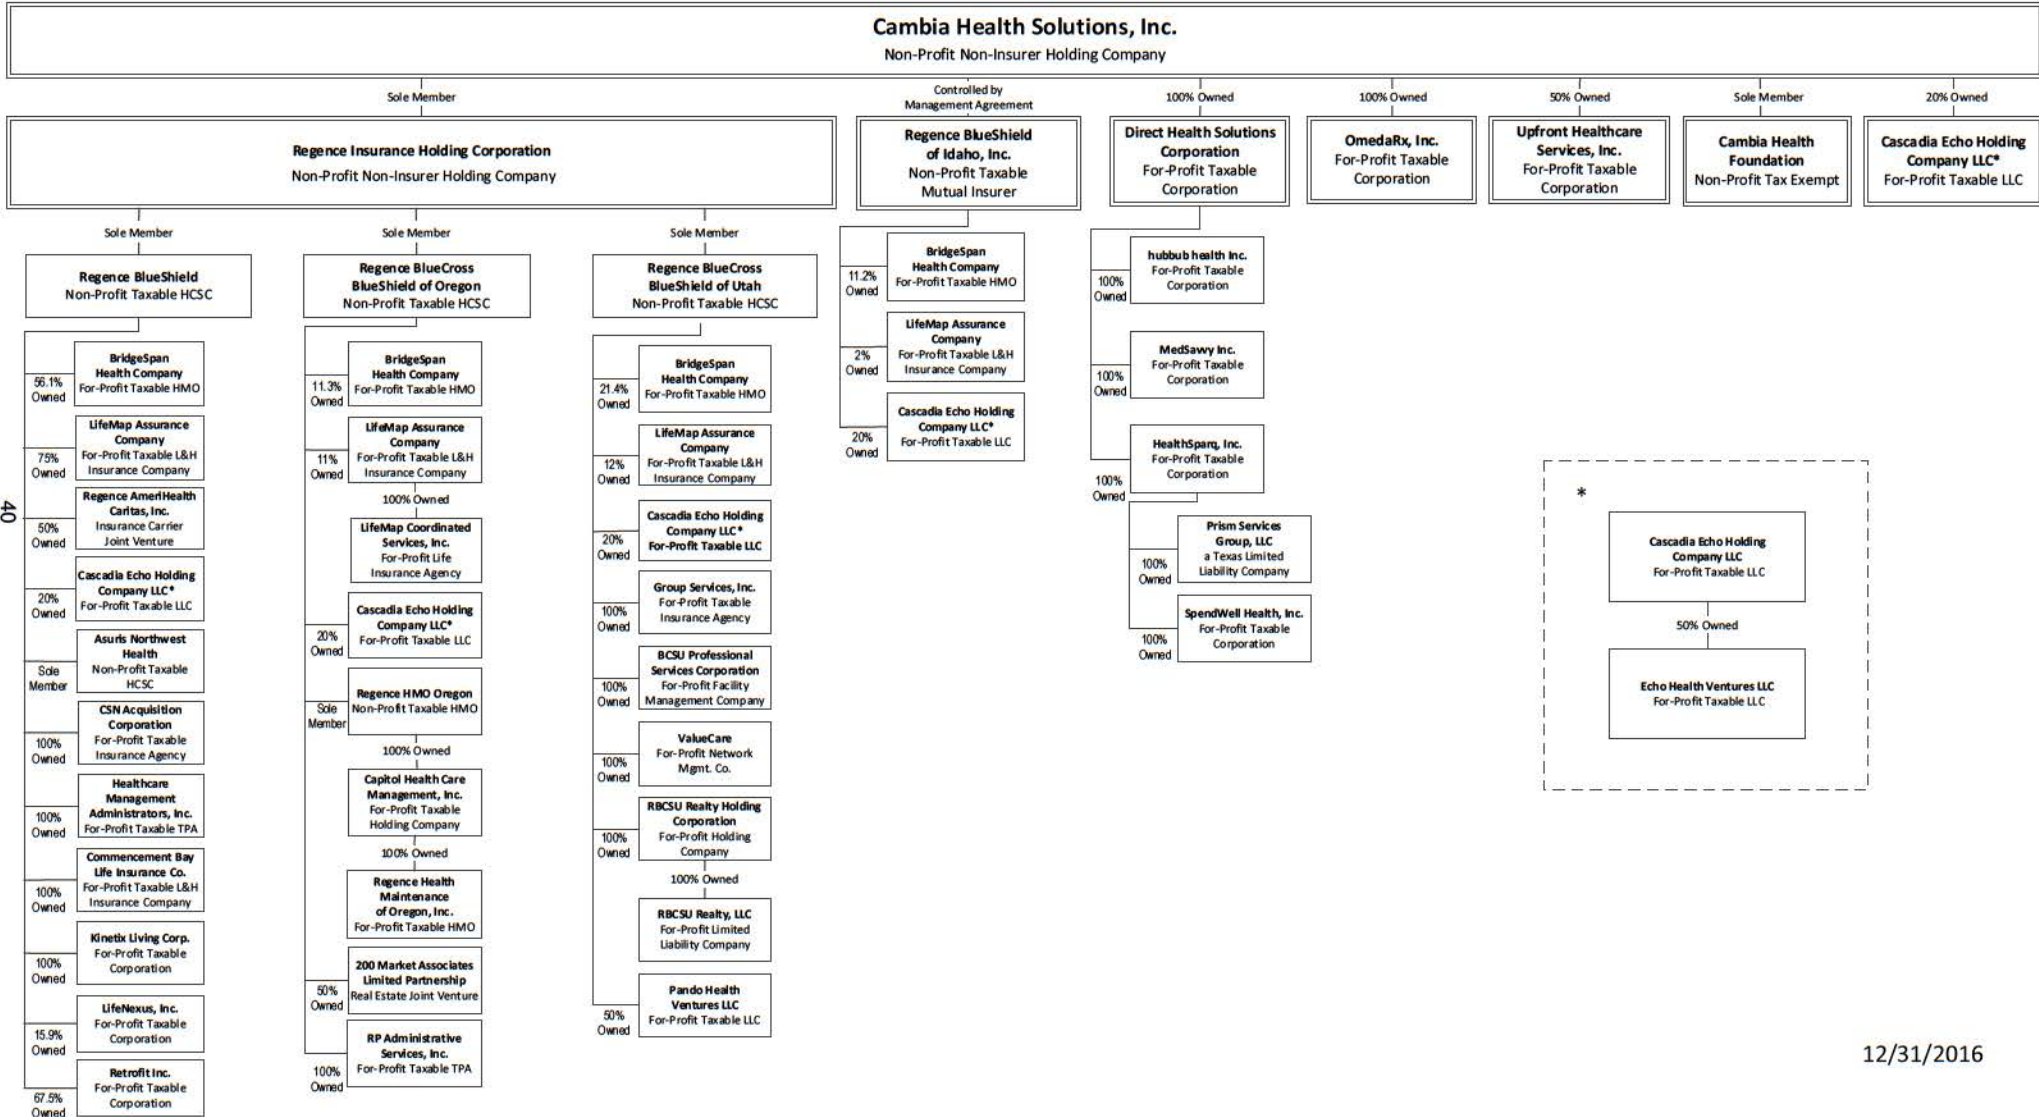 Cambia Health Solutions, Inc.
Non-Profit Non-Insurer Holding Company
Sole Member
Controlled by
Management Agreement
100% Owned
100% Owned
50% Owned
Sole Member
20% Owned
Regence Insurance Holding Corporation
Non-Profit Non-Insurer Holding Company
Regence BlueShield
of Idaho, Inc.
Non-Profit Taxable
Mutual Insurer
Direct Health Solutions
Corporation
For-Profit Taxable
Corporation
OmedaRx, Inc.
For-Profit Taxable
Corporation
Upfront Healthcare
Services, Inc.
For-Profit Taxable
Corporation
Cambia Health
Foundation
Non-Profit Tax Exempt
Cascadia Echo Holding
Company LLC*
For-Profit Taxable LLC
Sole Member
Regence BlueShield
Non-Profit Taxable HCSC
56.1%
Owned
BridgeSpan
Health Company
For-Profit Taxable HMO
75%
Owned
LifeMap Assurance
Company
For-Profit Taxable L&H
Insurance Company
50%
Owned
Regence AmeriHealth
Caritas, Inc.
Insurance Carrier
Joint Venture
20%
Owned
Cascadia Echo Holding
Company LLC*
For-Profit Taxable LLC
Sole
Member
Asuris Northwest
Health
Non-Profit Taxable
HCSC
100%
Owned
CSN Acquisition
Corporation
For-Profit Taxable
Insurance Agency
100%
Owned
Healthcare
Management
Administrators, Inc.
For-Profit Taxable TPA
100%
Owned
Commencement Bay
Life Insurance Co.
For-Profit Taxable L&H
Insurance Company
100%
Owned
Kinetix Living Corp.
For-Profit Taxable
Corporation
15.9%
Owned
LifeNexus, Inc.
For-Profit Taxable
Corporation
67.5%
Owned
Retrofit Inc.
For-Profit Taxable
Corporation
Sole Member
Regence BlueCross
BlueShield of Oregon
Non-Profit Taxable HCSC
11.3%
Owned
BridgeSpan
Health Company
For-Profit Taxable HMO
11%
Owned
LifeMap Assurance
Company
For-Profit Taxable L&H
Insurance Company
100% Owned
LifeMap Coordinated
Services, Inc.
For-Profit Life
Insurance Agency
20%
Owned
Cascadia Echo Holding
Company LLC*
For-Profit Taxable LLC
Sole
Member
Regence HMO Oregon
Non-Profit Taxable HMO
100% Owned
Capitol Health Care
Management, Inc.
For-Profit Taxable
Holding Company
100% Owned
Regence Health
Maintenance
of Oregon, Inc.
For-Profit Taxable HMO
50%
Owned
200 Market Associates
Limited Partnership
Real Estate Joint Venture
100%
Owned
RP Administrative
Services, Inc.
For-Profit Taxable TPA
Sole Member
Regence BlueCross
BlueShield of Utah
Non-Profit Taxable HCSC
21.4%
Owned
BridgeSpan
Health Company
For-Profit Taxable HMO
12%
Owned
LifeMap Assurance
Company
For-Profit Taxable L&H
Insurance Company
20%
Owned
Cascadia Echo Holding
Company LLC*
For-Profit Taxable LLC
100%
Owned
Group Services, Inc.
For-Profit Taxable
Insurance Agency
100%
Owned
BCSU Professional
Services Corporation
For-Profit Facility
Management Company
100%
Owned
ValueCare
For-Profit Network
Mgmt. Co.
100%
Owned
RBCSU Realty Holding
Corporation
For-Profit Holding
Company
100% Owned
RBCSU Realty, LLC
For-Profit Limited
Liability Company
50%
Owned
Pando Health
Ventures LLC
For-Profit Taxable LLC
11.2%
Owned
BridgeSpan
Health Company
For-Profit Taxable HMO
2%
Owned
LifeMap Assurance
Company
For-Profit Taxable L&H
Insurance Company
20%
Owned
Cascadia Echo Holding
Company LLC*
For-Profit Taxable LLC
100%
Owned
hubbub health Inc.
For-Profit Taxable
Corporation
100%
Owned
MedSavvy Inc.
For-Profit Taxable
Corporation
100%
Owned
HealthSparq, Inc.
For-Profit Taxable
Corporation
100%
Owned
Prism Services
Group, LLC
a Texas Limited
Liability Company
100%
Owned
SpendWell Health, Inc.
For-Profit Taxable
Corporation
*
Cascadia Echo Holding
Company LLC
For-Profit Taxable LLC
50% Owned
Echo Health Ventures LLC
For-Profit Taxable LLC
40
12/31/2016